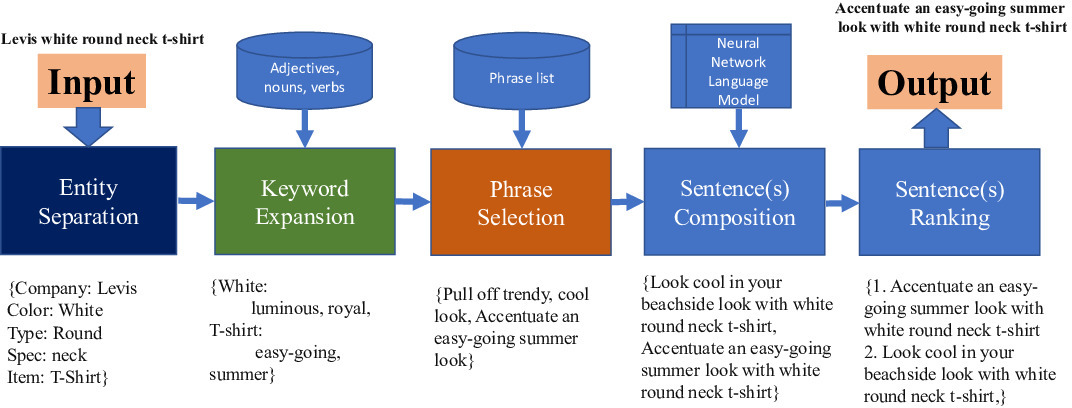 Levis white round neck t-shirt
Input
Adjectives,
nouns, verbs
Phrase list
Neural
Network
Language
Model
Accentuate an easy-going summer
look with white round neck t-shirt
Output
Entity
Separation
Keyword
Expansion
Phrase
Selection
Sentence(s)
Composition
Sentence(s)
Ranking
{Company: Levis
Color: White
Type: Round
Spec: neck
Item: T-Shirt}
{White:
luminous, royal,
T-shirt:
easy-going,
summer}
{Pull off trendy, cool
look, Accentuate an
easy-going summer
look}
{Look cool in your
beachside look with white
round neck t-shirt,
Accentuate an easy-going
summer look with white
round neck t-shirt}
{1. Accentuate an easy-
going summer look with
white round neck t-shirt
2. Look cool in your
beachside look with white
round neck t-shirt,}